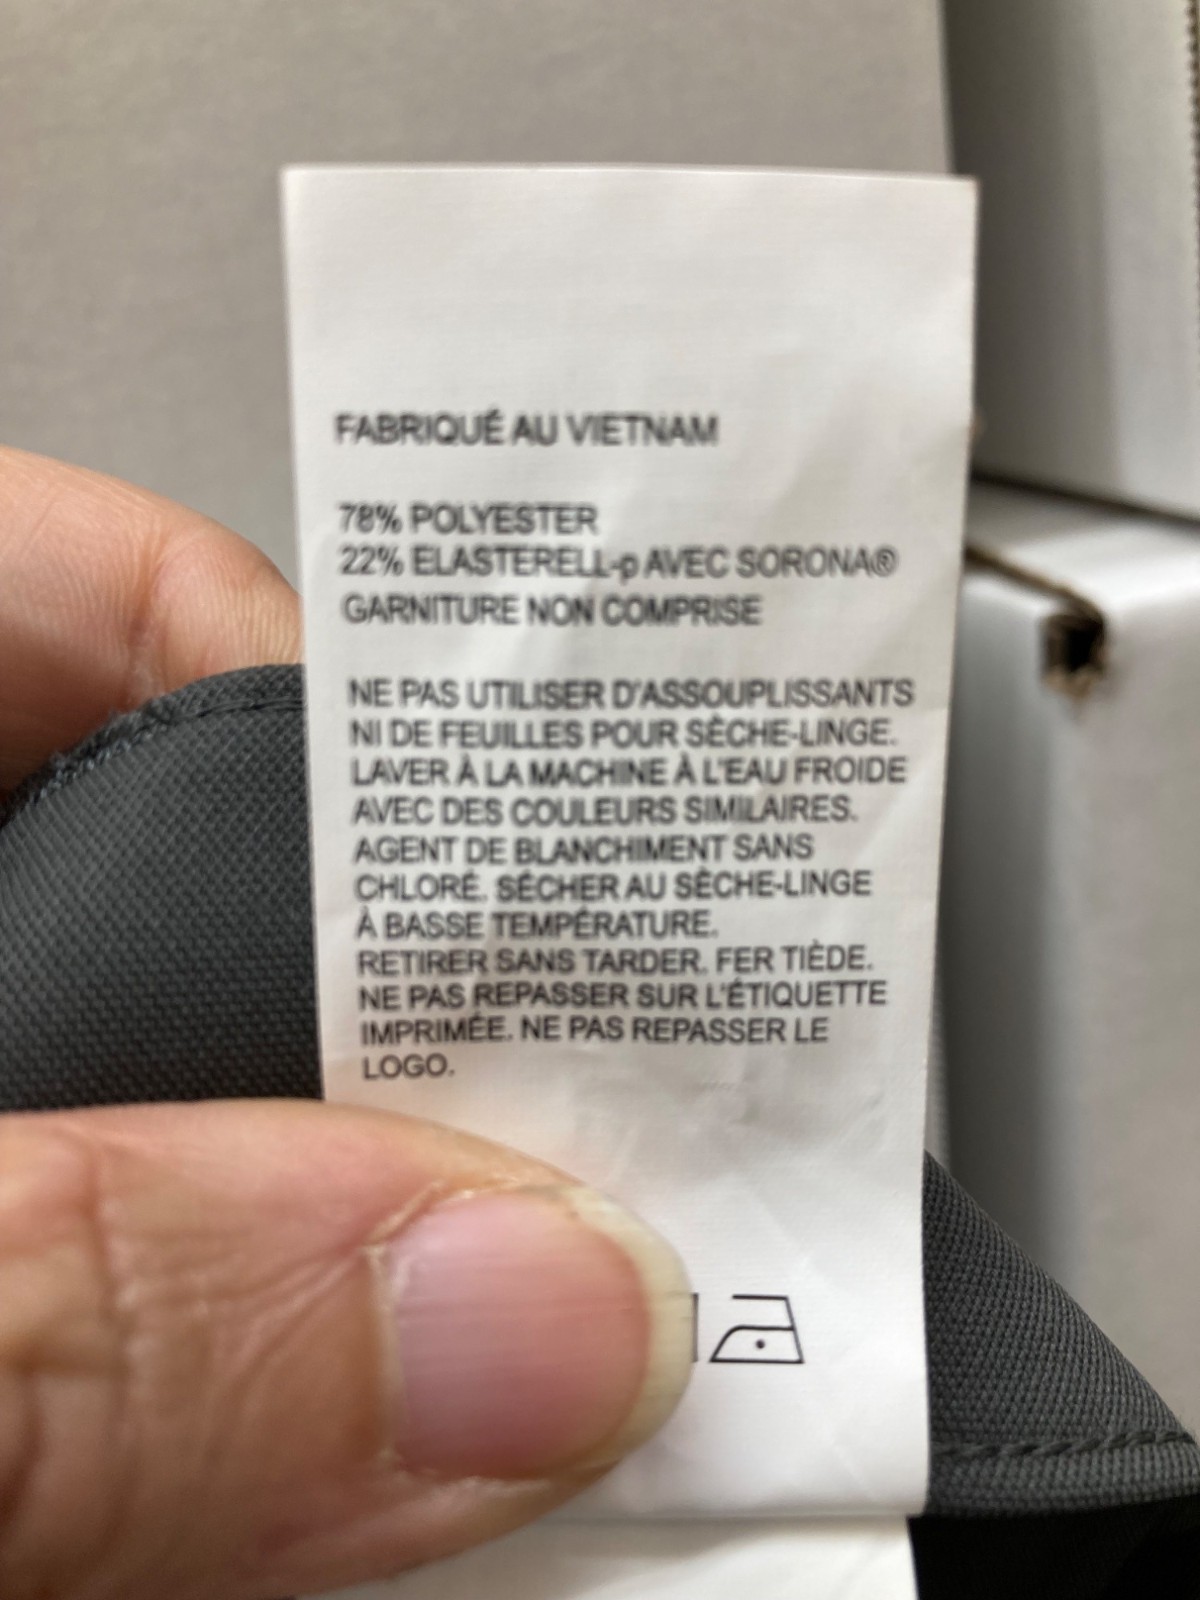 FABRIQUÉ AU VIETNAM
78% POLYESTER
22% ELASTERELL-p AVEC SORONA®
GARNITURE NON COMPRISE
NE PAS UTILISER D'ASSOUPLISSANTS
NI DE FEUILLES POUR SÈCHE-LINGE.
LAVER À LA MACHINE À L'EAU FROIDE
AVEC DES COULEURS SIMILAIRES.
AGENT DE BLANCHIMENT SANS
CHLORÉ. SÉCHER AU SÈCHE-LINGE
À BASSE TEMPÉRATURE.
RETIRER SANS TARDER. FER TIÈDE.
NE PAS REPASSER SUR L'ÉTIQUETTE
IMPRIMÉE. NE PAS REPASSER LE
LOGO.